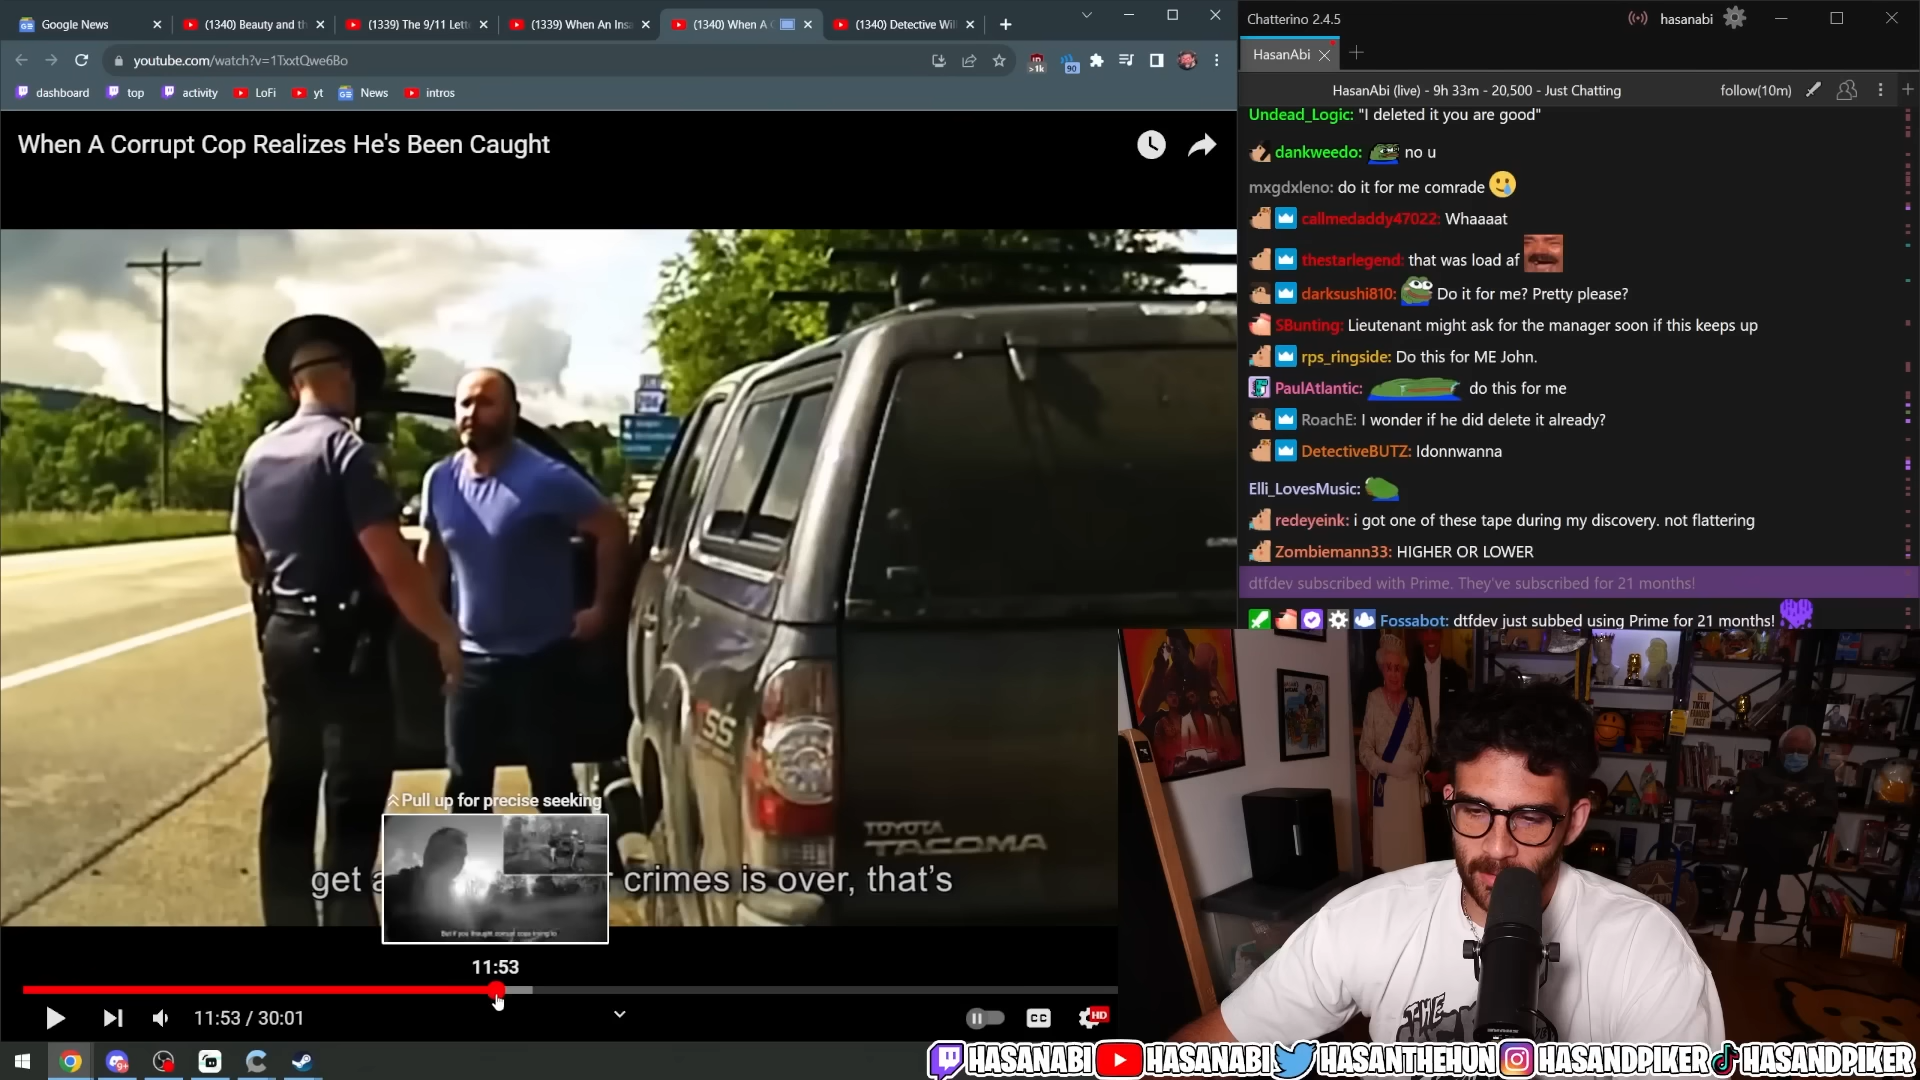 Google News
(1340) Beauty and th
(1339) The 9/11 Lett
(1339) When An Insa
(1340) When A C
(1340) Detective Wil
youtube.com/watch?v=1TxxtQwe6Bo
>1k
90
dashboard
top
activity
LoFi
yt
News
intros
When A Corrupt Cop Realizes He's Been Caught
SS
TOYOTA
TACOMA
Pull up for precise seeking
get a
crimes is over, that's
11:53
11:53 / 30:01
CC
HD
Chatterino 2.4.5
hasanabi
HasanAbi
HasanAbi (live) - 9h 33m - 20,500 - Just Chatting
follow(10m)
Undead_Logic: "I deleted it you are good"
dankweedo: no u
mxgdxleno: do it for me comrade
callmedaddy47022: Whaaaat
thestarlegend: that was load af
darksushi810: Do it for me? Pretty please?
SBunting: Lieutenant might ask for the manager soon if this keeps up
rps_ringside: Do this for ME John.
PaulAtlantic: do this for me
RoachE: I wonder if he did delete it already?
DetectiveBUTZ: Idonnwanna
Elli_LovesMusic:
redeyeink: i got one of these tape during my discovery. not flattering
Zombiemann33: HIGHER OR LOWER
dtfdev subscribed with Prime. They've subscribed for 21 months!
Fossabot: dtfdev just subbed using Prime for 21 months!
THE
HASANABI
HASANABI
HASANTHEHUN
HASANDPIKER
HASANDPIKER